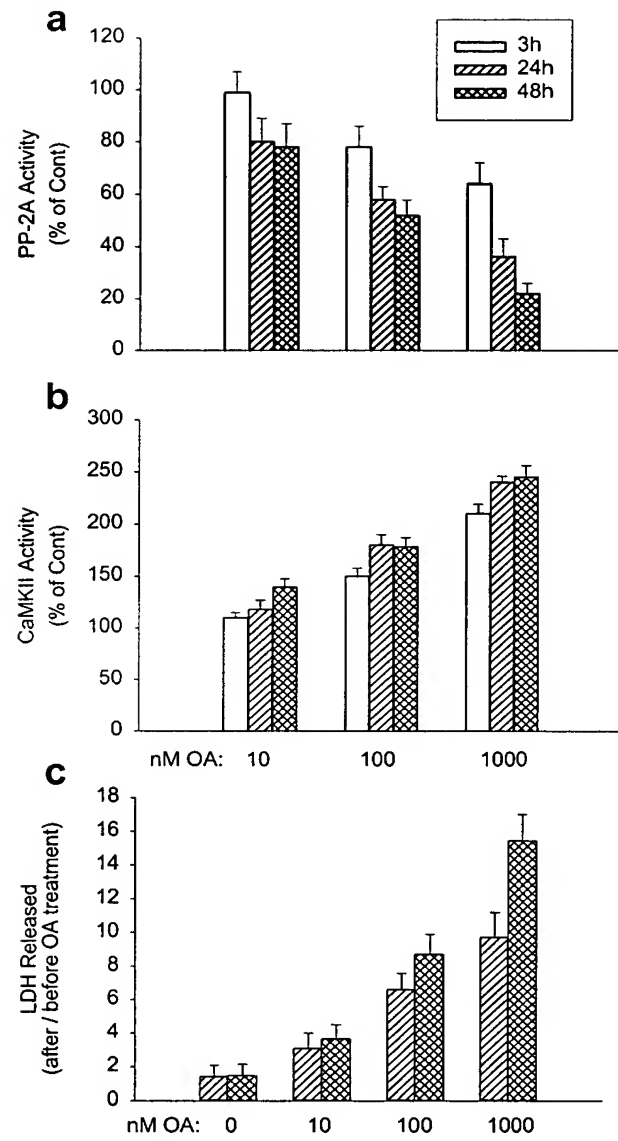 a
120
100
80
60
40
20
0
PP-2A Activity
(% of Cont)
3h
24h
48h
b
300
250
200
150
100
50
0
CaMKII Activity
(% of Cont)
nM OA: 10 100 1000
c
18
16
14
12
10
8
6
4
2
0
LDH Released
(after / before OA treatment)
nM OA: 0 10 100 1000